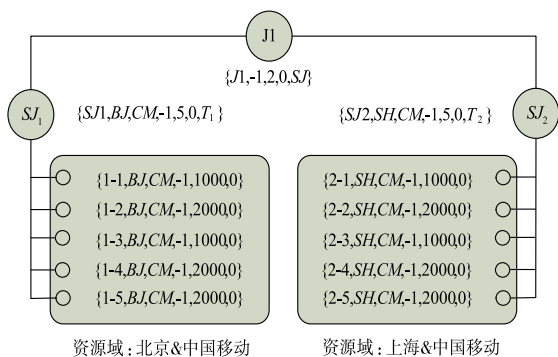 J1
{J1,-1,2,0,SJ}
SJ1
{SJ1,BJ,CM,-1,5,0,T1}
{SJ2,SH,CM,-1,5,0,T2}
SJ2
{1-1,BJ,CM,-1,1000,0}
{1-2,BJ,CM,-1,2000,0}
{1-3,BJ,CM,-1,1000,0}
{1-4,BJ,CM,-1,2000,0}
{1-5,BJ,CM,-1,2000,0}
{2-1,SH,CM,-1,1000,0}
{2-2,SH,CM,-1,2000,0}
{2-3,SH,CM,-1,1000,0}
{2-4,SH,CM,-1,2000,0}
{2-5,SH,CM,-1,2000,0}
资源域:北京&中国移动
资源域:上海&中国移动